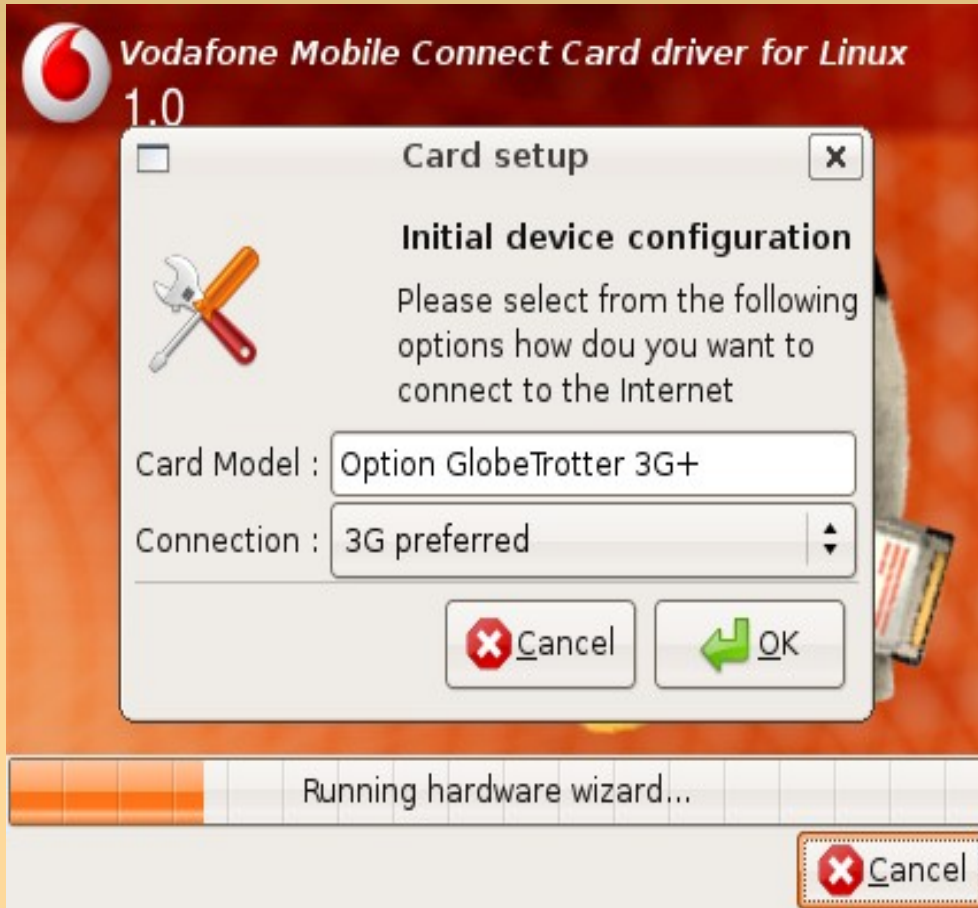 Vodafone Mobile Connect Card driver for Linux
1.0
Card setup
Initial device configuration
Please select from the following
options how dou you want to
connect to the Internet
Card Model : Option GlobeTrotter 3G+
Connection : 3G preferred
Cancel OK
Running hardware wizard...
Cancel